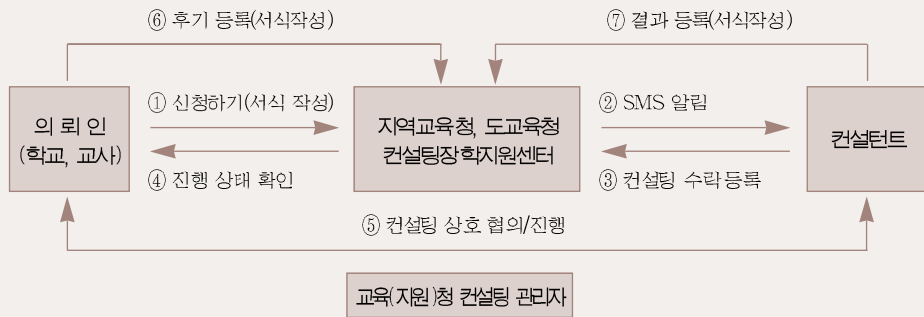 ⑥ 후기 등록(서식작성)
⑦ 결과 등록(서식작성)
의 뢰 인
(학교, 교사)
① 신청하기(서식 작성)
④ 진행 상태 확인
지역교육청, 도교육청
컨설팅장학지원센터
② SMS 알림
③ 컨설팅 수락등록
컨설턴트
⑤ 컨설팅 상호 협의/진행
교육(지원)청 컨설팅 관리자